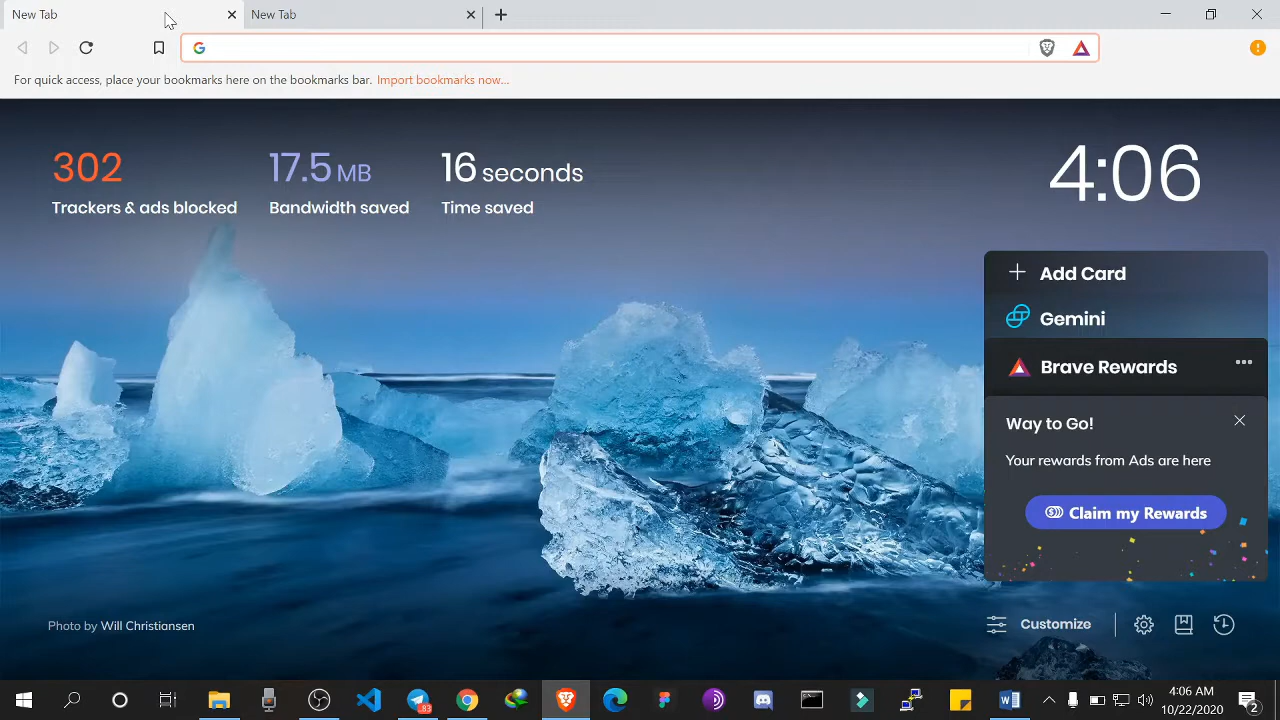 New Tab
New Tab
For quick access, place your bookmarks here on the bookmarks bar. Import bookmarks now...
302
Trackers & ads blocked
17.5 MB
Bandwidth saved
16 seconds
Time saved
4:06
Add Card
Gemini
Brave Rewards
Way to Go!
Your rewards from Ads are here
Claim my Rewards
Photo by Will Christiansen
Customize
83
4:06 AM
10/22/2020
2